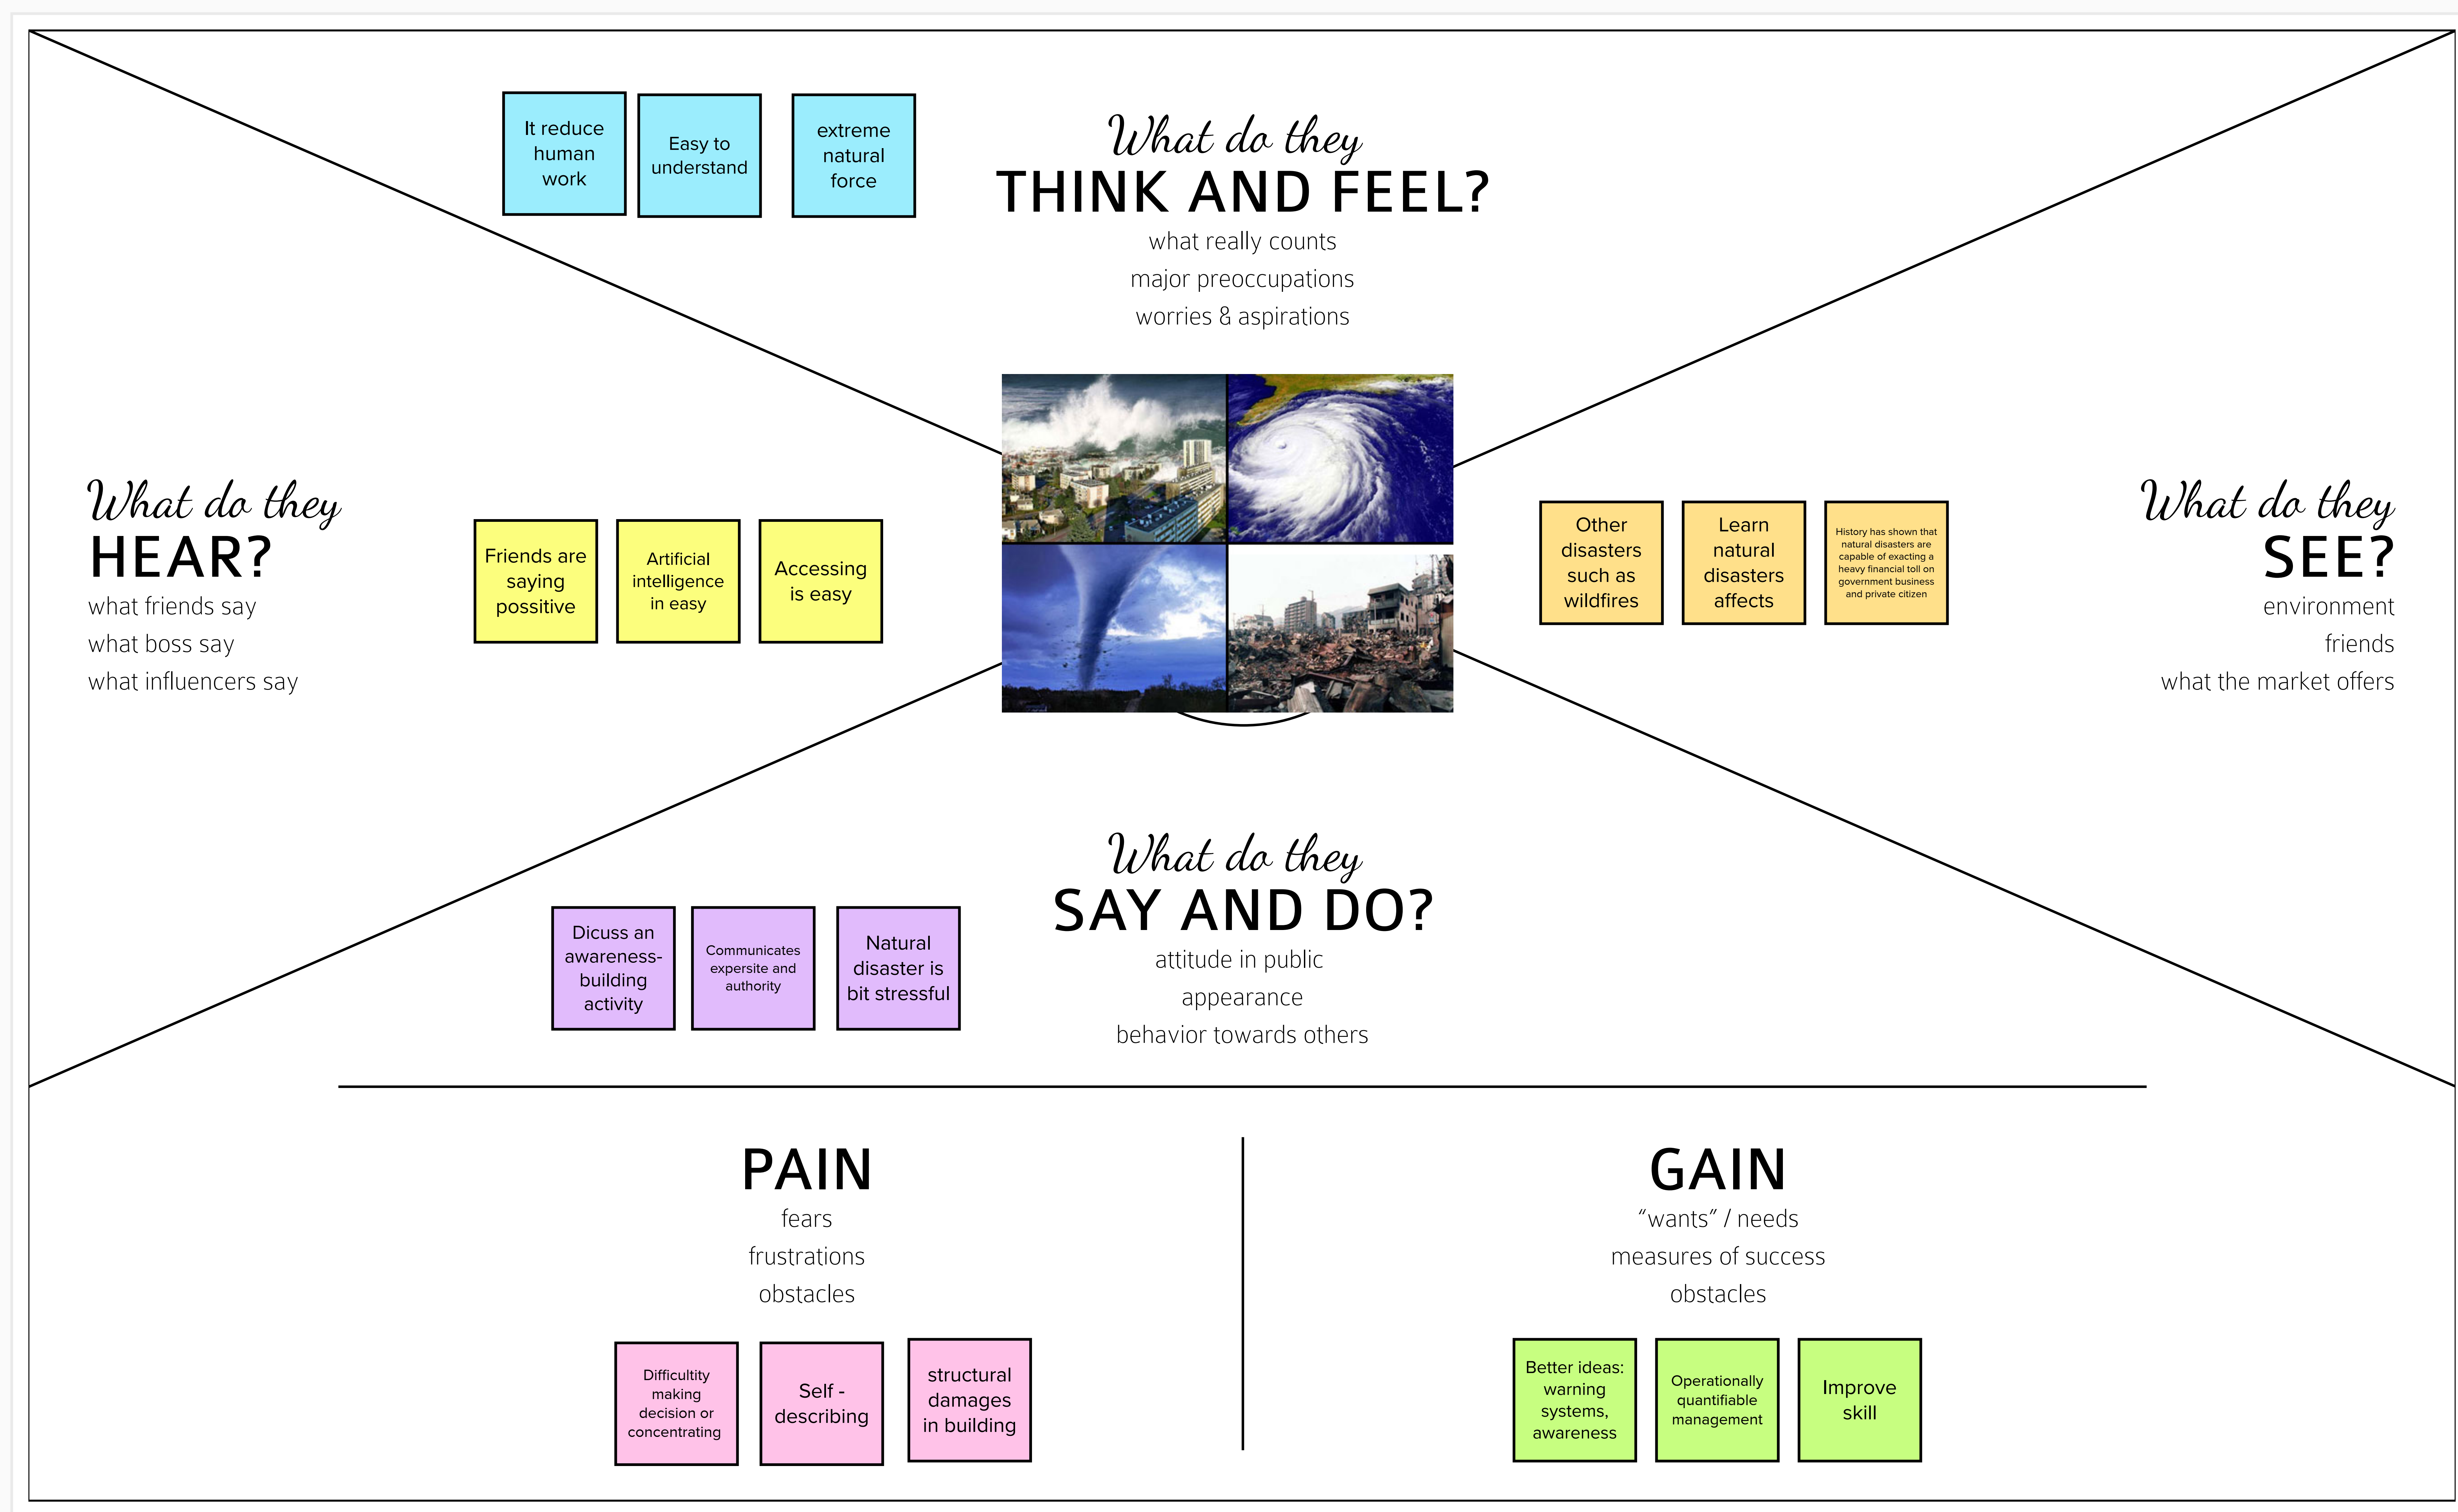 It reduce
human
work
Easy to
understand
extreme
natural
force
What do they
THINK AND FEEL?
what really counts
major preoccupations
worries & aspirations
What do they
HEAR?
what friends say
what boss say
what influencers say
Friends are
saying
possitive
Artificial
intelligence
in easy
Accessing
is easy
Other
disasters
such as
wildfires
Learn
natural
disasters
affects
History has shown that
natural disasters are
capable of exacting a
heavy financial toll on
government business
and private citizen
What do they
SEE?
environment
friends
what the market offers
What do they
SAY AND DO?
attitude in public
appearance
behavior towards others
Dicuss an
awareness-
building
activity
Communicates
expersite and
authority
Natural
disaster is
bit stressful
PAIN
fears
frustrations
obstacles
Difficultity
making
decision or
concentrating
Self -
describing
structural
damages
in building
GAIN
“wants” / needs
measures of success
obstacles
Better ideas:
warning
systems,
awareness
Operationally
quantifiable
management
Improve
skill